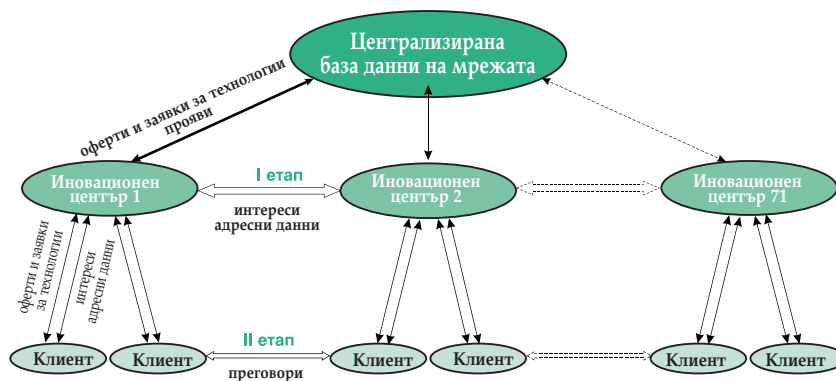 Централизирана
база данни на мрежата
оферти и заявки за технологии
прояви
Иновационен
център 1
I етап
интереси
адресни данни
Иновационен
център 2
Иновационен
център 71
оферти и заявки
за технологии
интереси
адресни данни
Клиент
Клиент
II етап
преговори
Клиент
Клиент
Клиент
Клиент